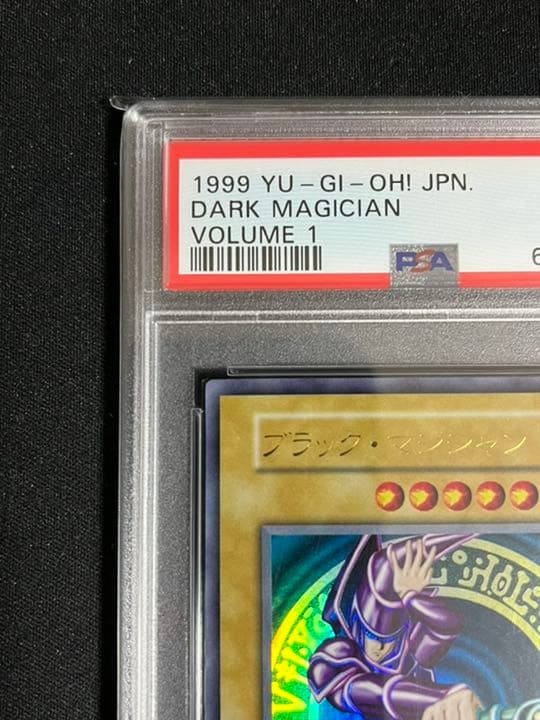 1999 YU-GI-OH! JPN.
DARK MAGICIAN
VOLUME 1
PSA
6
ブラック・マジシャン